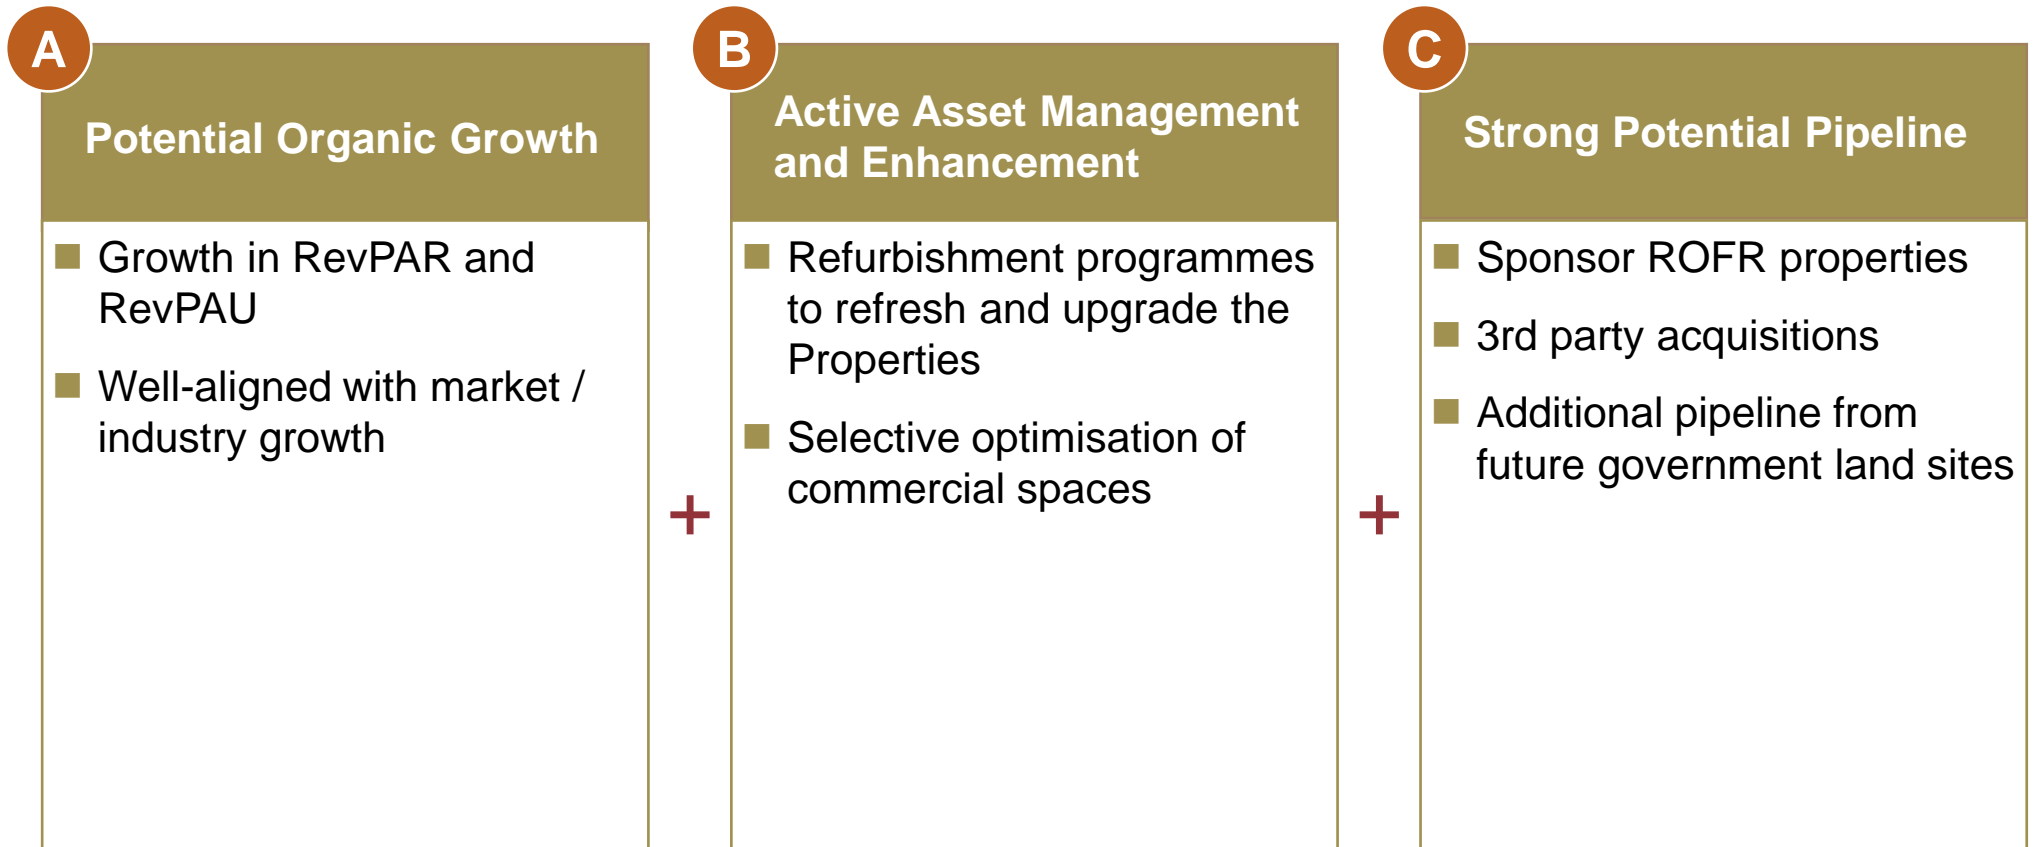 A
Potential Organic Growth
■ Growth in RevPAR and
RevPAU
■ Well-aligned with market /
industry growth
+
B
Active Asset Management
and Enhancement
■ Refurbishment programmes
to refresh and upgrade the
Properties
■ Selective optimisation of
commercial spaces
+
C
Strong Potential Pipeline
■ Sponsor ROFR properties
■ 3rd party acquisitions
■ Additional pipeline from
future government land sites